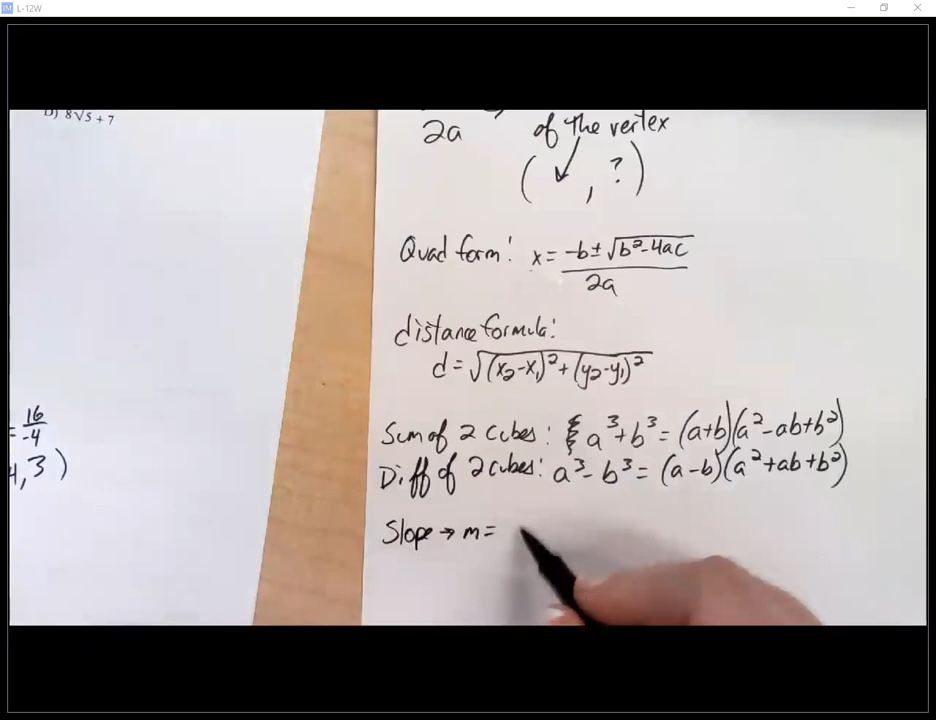 L-12W
D) 8√5 + 7
2a
of the vertex
( , ? )
Quad form: x = -b ± √b²-4ac
2a
distance formula:
d = √(x₂-x₁)² + (y₂-y₁)²
= 16
-4
4,3 )
Sum of 2 cubes: a³+b³ = (a+b)(a²-ab+b²)
Diff of 2 cubes: a³-b³ = (a-b)(a²+ab+b²)
Slope → m =